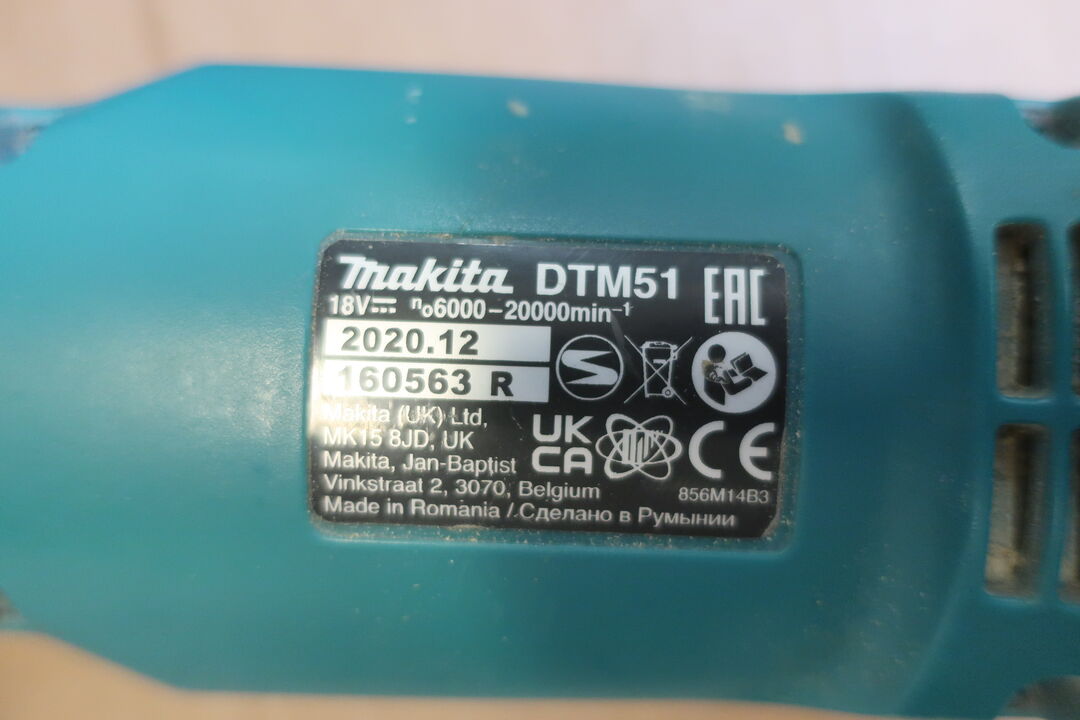 makita DTM51 EAC
18V⎓ n₀6000-20000min⁻¹
2020.12
160563 R
Makita (UK) Ltd,
MK15 8JD, UK
UK
CA
CE
Makita, Jan-Baptist
Vinkstraat 2, 3070, Belgium
856M14B3
Made in Romania / Сделано в Румынии